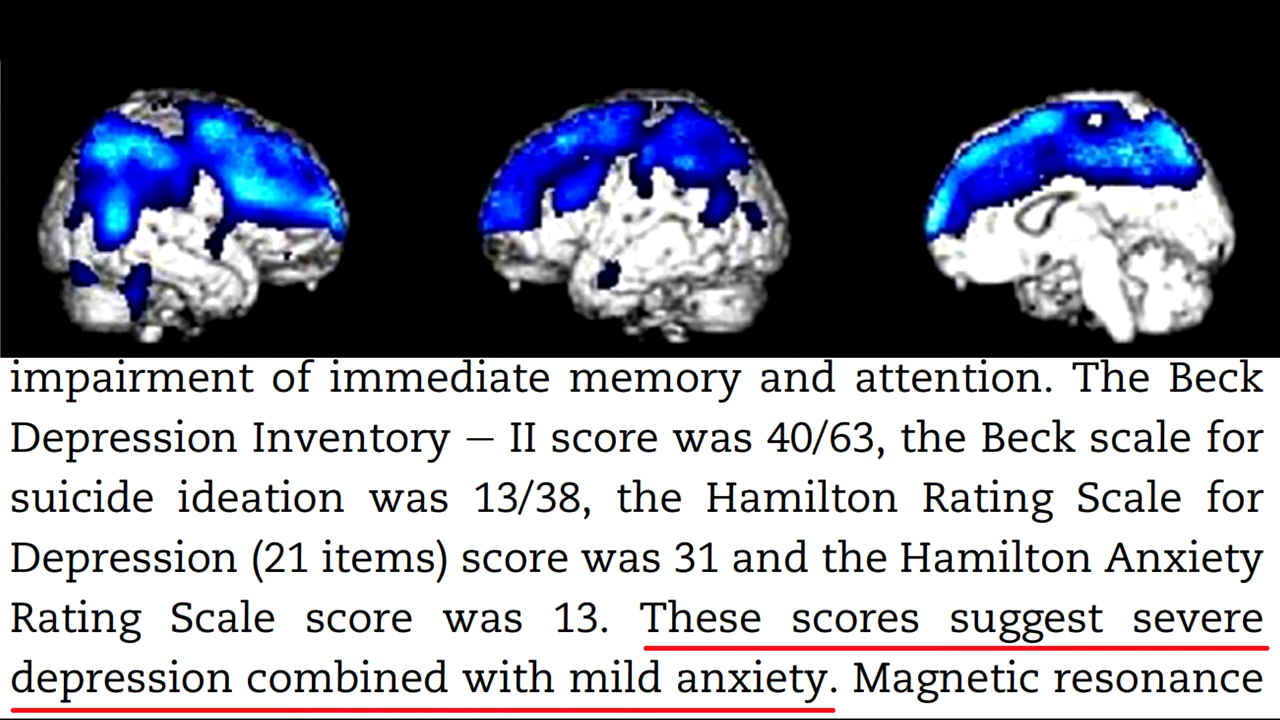 impairment of immediate memory and attention. The Beck
Depression Inventory – II score was 40/63, the Beck scale for
suicide ideation was 13/38, the Hamilton Rating Scale for
Depression (21 items) score was 31 and the Hamilton Anxiety
Rating Scale score was 13. These scores suggest severe
depression combined with mild anxiety. Magnetic resonance